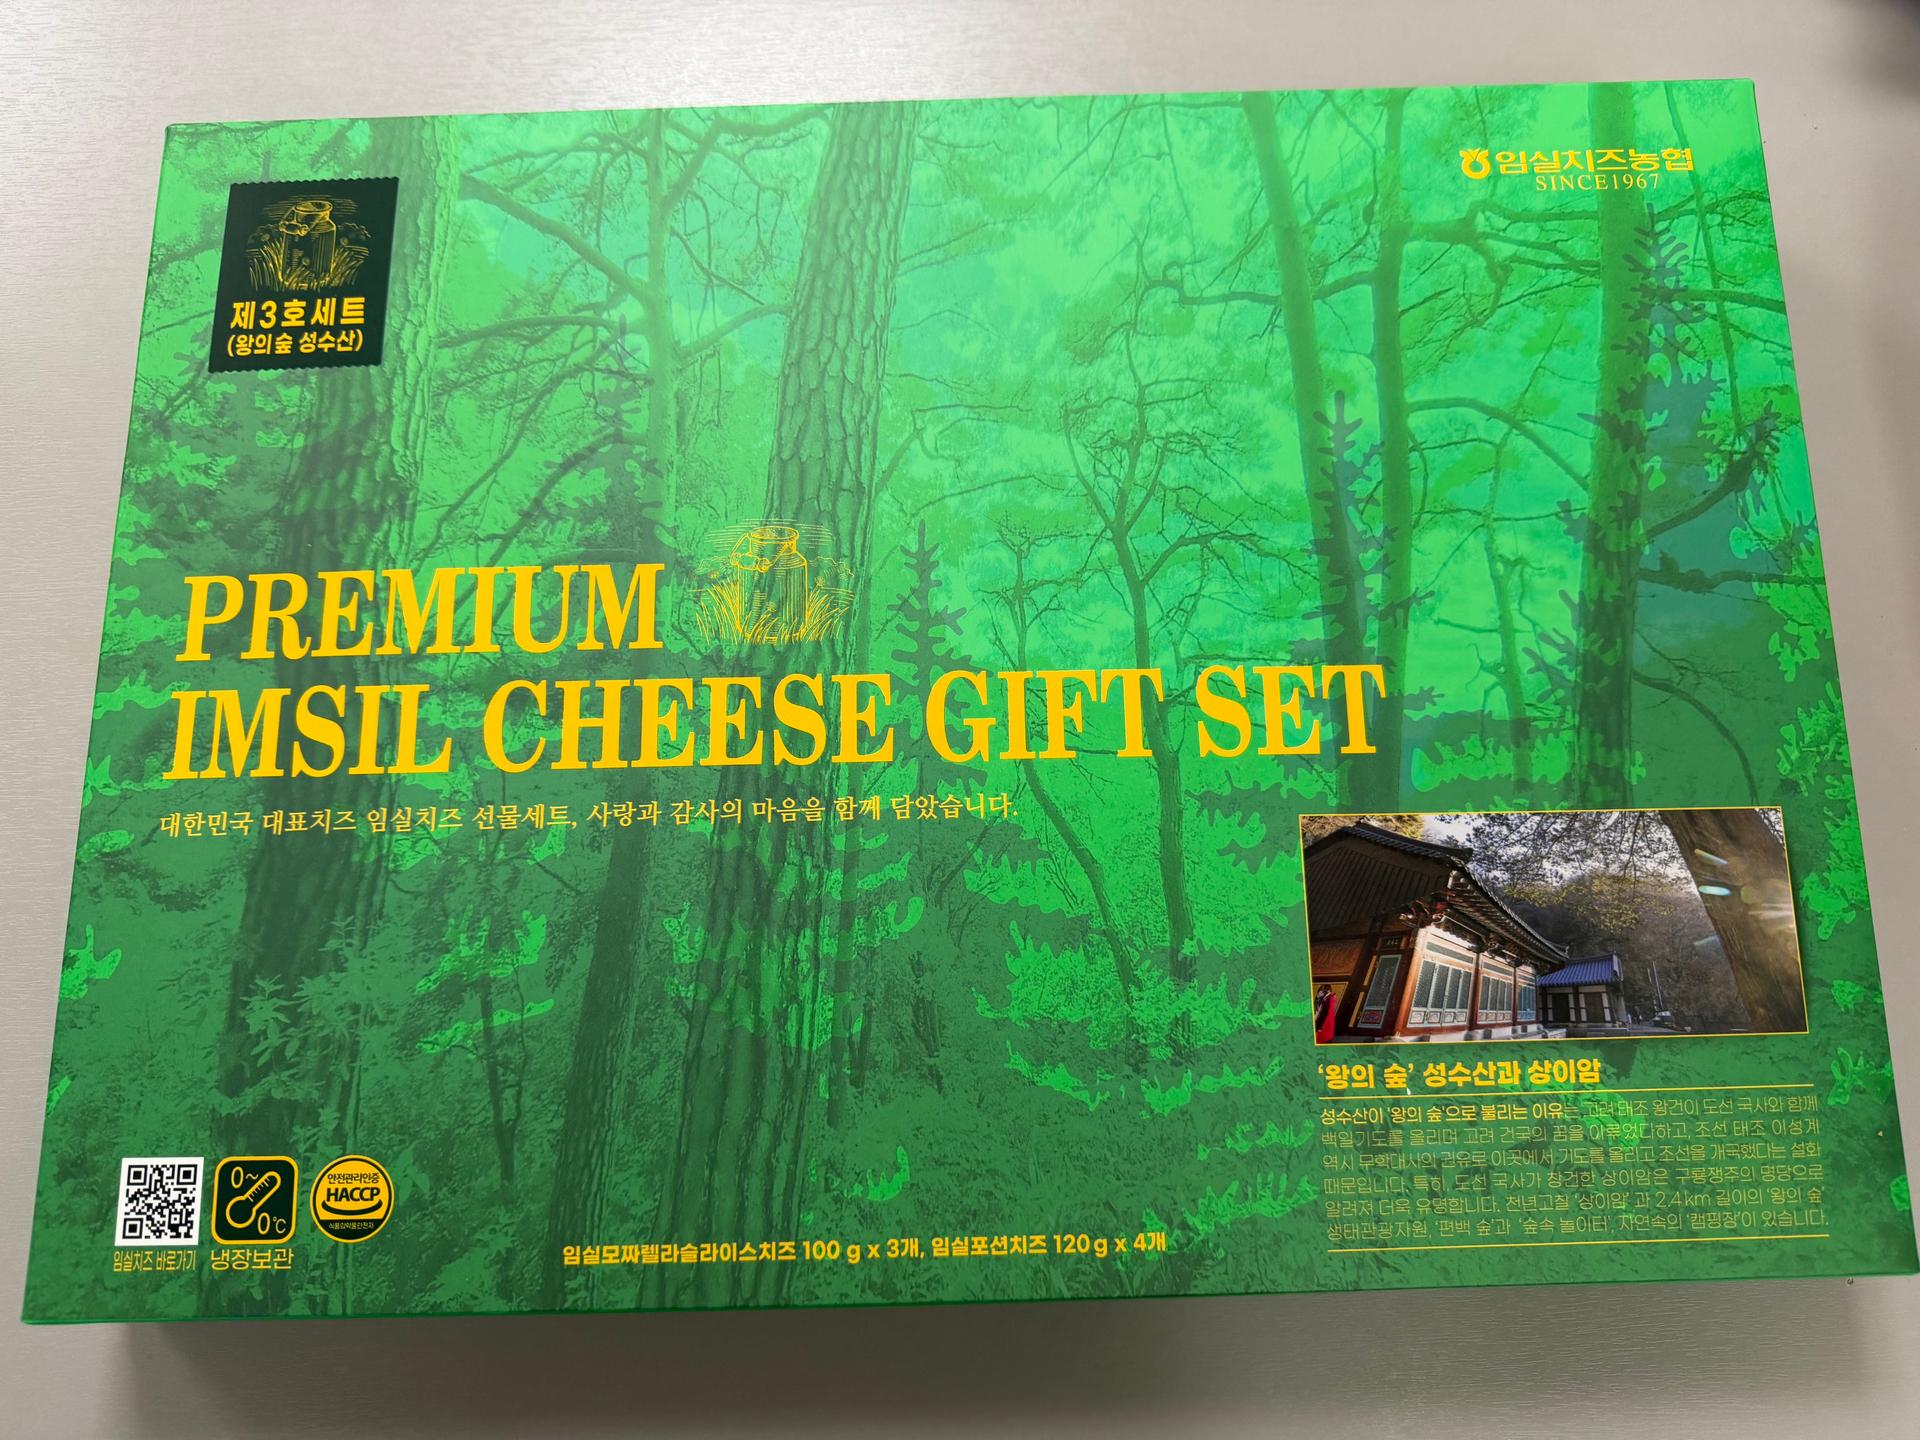 제3호세트
(왕의숲 성수산)
임실치즈농협
SINCE1967
PREMIUM
IMSIL CHEESE GIFT SET
대한민국 대표치즈 임실치즈 선물세트, 사랑과 감사의 마음을 함께 담았습니다.
'왕의 숲' 성수산과 상이암
성수산이 '왕의 숲'으로 불리는 이유는 고려 태조 왕건이 도선 국사와 함께
백일기도를 올리며 고려 건국의 꿈을 이루었다하고, 조선 태조 이성계
역시 무학대사의 권유로 이곳에서 기도를 올리고 조선을 개국했다는 설화
때문입니다. 특히, 도선 국사가 창건한 상이암은 구룡쟁주의 명당으로
알려져 더욱 유명합니다. 천년고찰 '상이암' 과 2.4km 길이의 '왕의 숲'
생태관광자원, '편백 숲'과 '숲속 놀이터', 자연속의 '캠핑장'이 있습니다.
임실치즈 바로가기
0~
0℃
냉장보관
안전관리인증
HACCP
식품의약품안전처
임실모짜렐라슬라이스치즈 100 g x 3개, 임실포션치즈 120 g x 4개